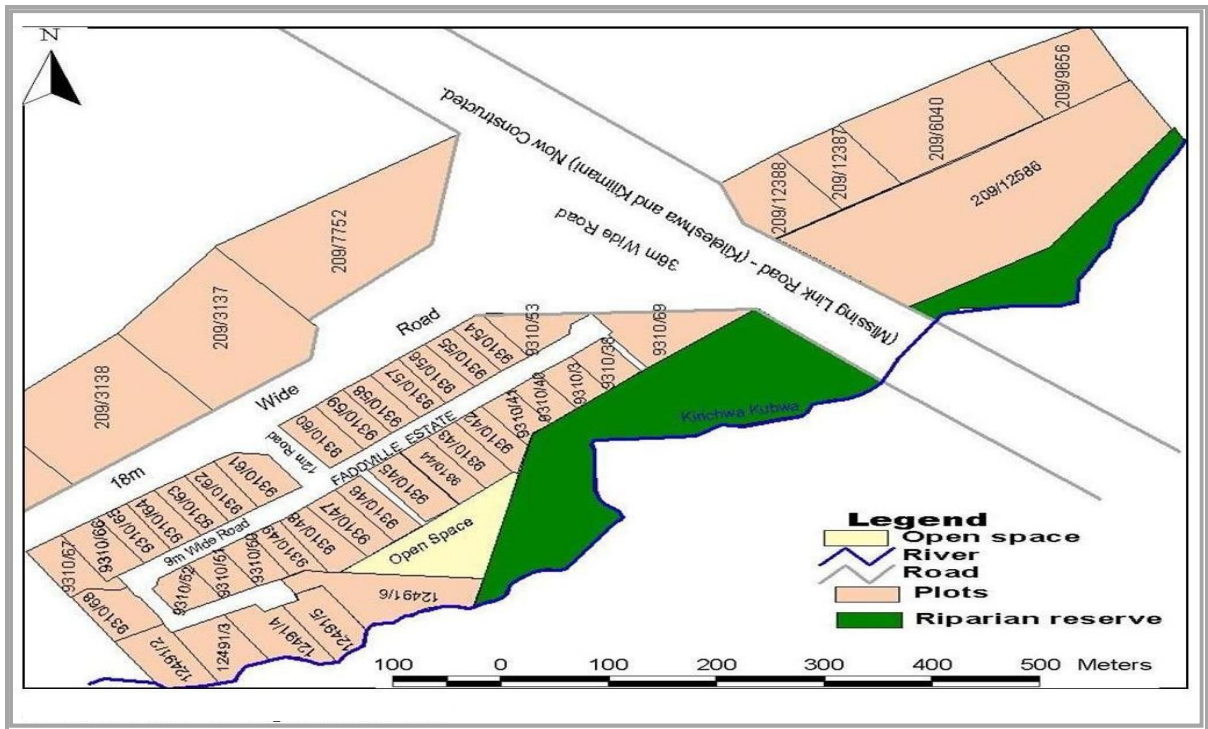 N
(Missing Link Road - (Kileleshwa and Kilimani) Now Constructed.
36m Wide Road
209/9656
209/6040
209/12387
209/12388
209/12586
209/7752
209/3137
209/3138
18m
Wide
Road
12m Road
9310/53
9310/54
9310/55
9310/56
9310/57
9310/58
9310/59
9310/60
9310/69
9310/38
9310/3
9310/40
9310/41
9310/42
9310/43
9310/44
9310/45
9310/46
9310/47
9310/48
9310/49
9310/50
9310/51
9310/52
FADDVILLE ESTATE
9m Wide Road
9310/61
9310/62
9310/63
9310/64
9310/65
9310/66
9310/67
9310/68
Open Space
Kirichwa Kubwa
12491/6
12491/5
12491/4
12491/3
12491/2
Legend
Open space
River
Road
Plots
Riparian reserve
100 0 100 200 300 400 500 Meters